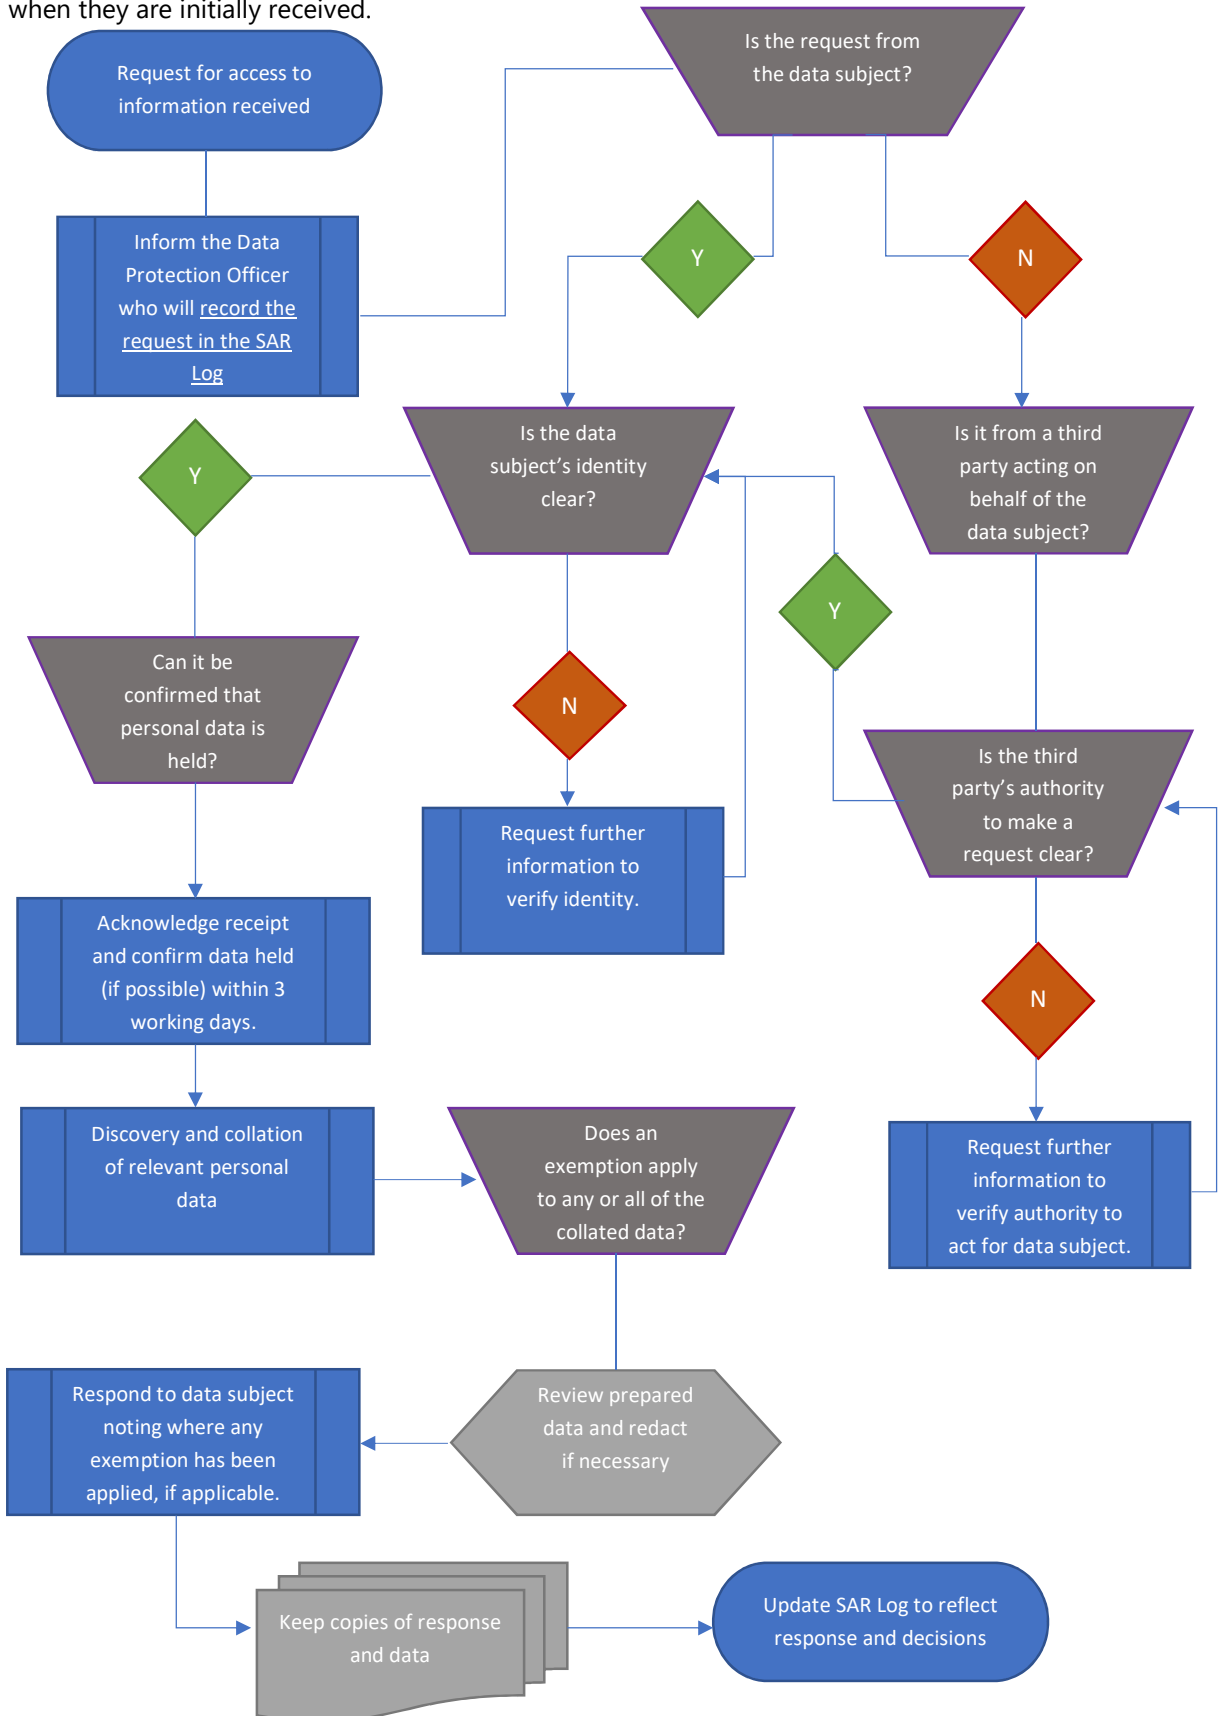 when they are initially received.
Request for access to
information received
Is the request from
the data subject?
Inform the Data
Protection Officer
who will record the
request in the SAR
Log
Y
N
Is the data
subject’s identity
clear?
Is it from a third
party acting on
behalf of the
data subject?
Y
Y
Can it be
confirmed that
personal data is
held?
N
Is the third
party’s authority
to make a
request clear?
Request further
information to
verify identity.
Acknowledge receipt
and confirm data held
(if possible) within 3
working days.
N
Discovery and collation
of relevant personal
data
Does an
exemption apply
to any or all of the
collated data?
Request further
information to
verify authority to
act for data subject.
Review prepared
data and redact
if necessary
Respond to data subject
noting where any
exemption has been
applied, if applicable.
Keep copies of response
and data
Update SAR Log to reflect
response and decisions